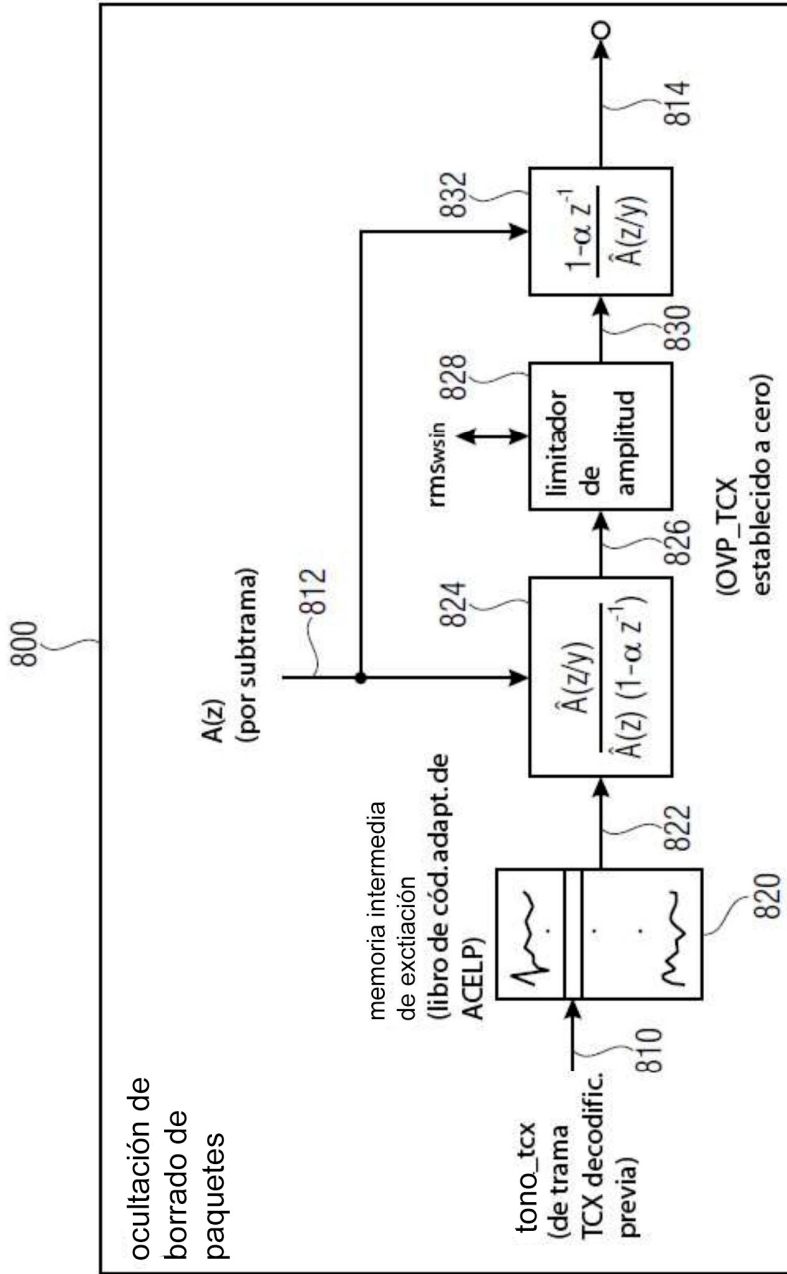 800
ocultación de
borrado de
paquetes
A(z)
(por subtrama)
812
memoria intermedia
de exctiación
(libro de cód.adapt.de
ACELP)
tono_tcx
(de trama
TCX decodific.
previa)
810
820
822
824
Â(z/y)
Â(z) (1-α z⁻¹)
826
rmswsin
828
limitador
de
amplitud
(OVP_TCX
establecido a cero)
830
832
1-α z⁻¹
Â(z/y)
814